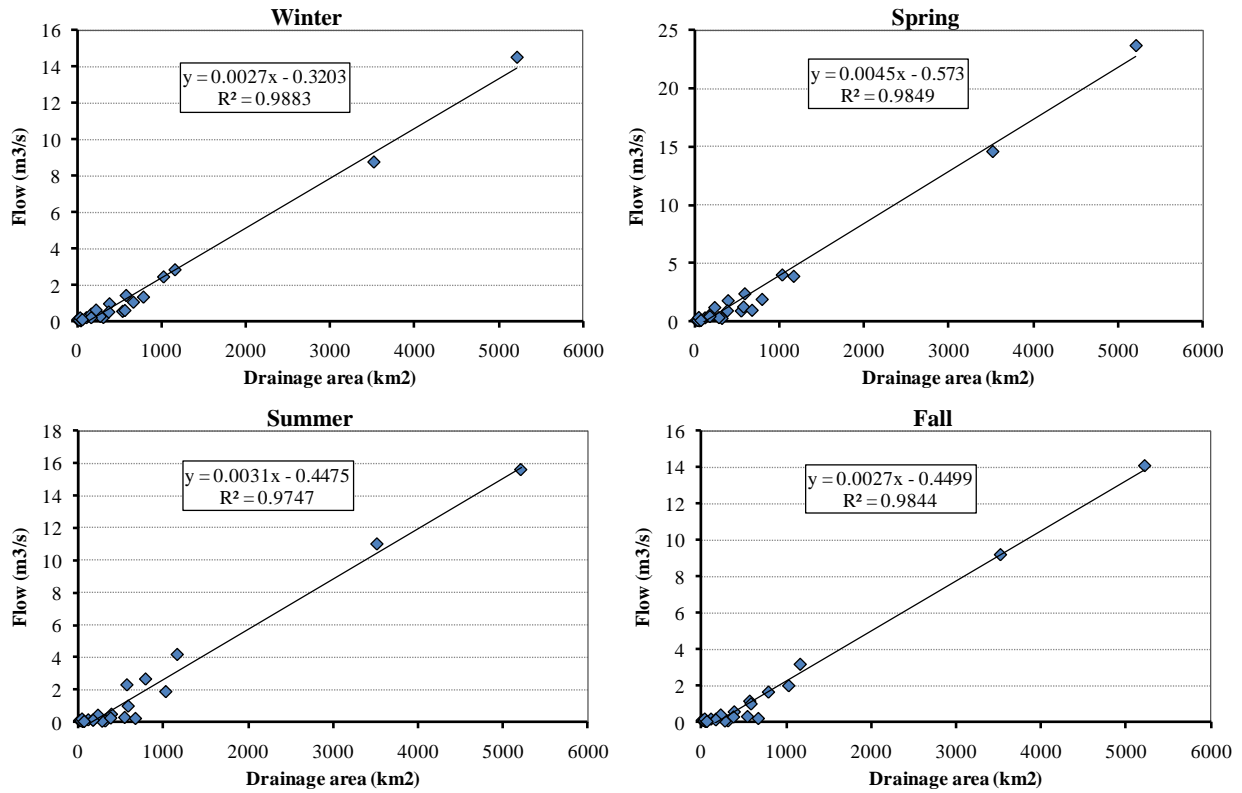 Winter
16
14
12
10
8
6
4
2
0
y = 0.0027x - 0.3203
R² = 0.9883
Flow (m3/s)
0 1000 2000 3000 4000 5000 6000
Drainage area (km2)
Spring
25
20
15
10
5
0
y = 0.0045x - 0.573
R² = 0.9849
Flow (m3/s)
0 1000 2000 3000 4000 5000 6000
Drainage area (km2)
Summer
18
16
14
12
10
8
6
4
2
0
y = 0.0031x - 0.4475
R² = 0.9747
Flow (m3/s)
0 1000 2000 3000 4000 5000 6000
Drainage area (km2)
Fall
16
14
12
10
8
6
4
2
0
y = 0.0027x - 0.4499
R² = 0.9844
Flow (m3/s)
0 1000 2000 3000 4000 5000 6000
Drainage area (km2)